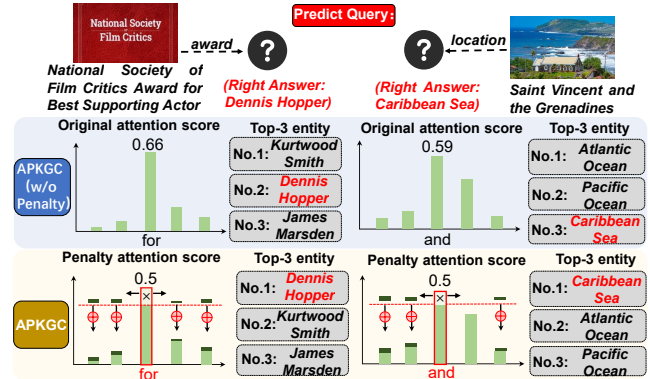 Predict Query:
National Society
of
Film Critics
award
?
?
location
National Society of
Film Critics Award for
Best Supporting Actor
(Right Answer:
Dennis Hopper)
(Right Answer:
Caribbean Sea)
Saint Vincent and
the Grenadines
APKGC
(w/o
Penalty)
Original attention score
0.66
for
Top-3 entity
No.1: Kurtwood
Smith
No.2: Dennis
Hopper
No.3: James
Marsden
Original attention score
0.59
and
Top-3 entity
No.1: Atlantic
Ocean
No.2: Pacific
Ocean
No.3: Caribbean
Sea
APKGC
Penalty attention score
0.5
×
for
Top-3 entity
No.1: Dennis
Hopper
No.2: Kurtwood
Smith
No.3: James
Marsden
Penalty attention score
0.5
×
and
Top-3 entity
No.1: Caribbean
Sea
No.2: Atlantic
Ocean
No.3: Pacific
Ocean